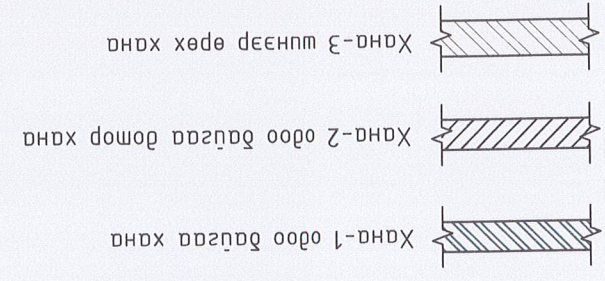 Хана-1 одоо байгаа хана
Хана-2 одоо байгаа дотор хана
Хана-3 шинээр өрөх хана